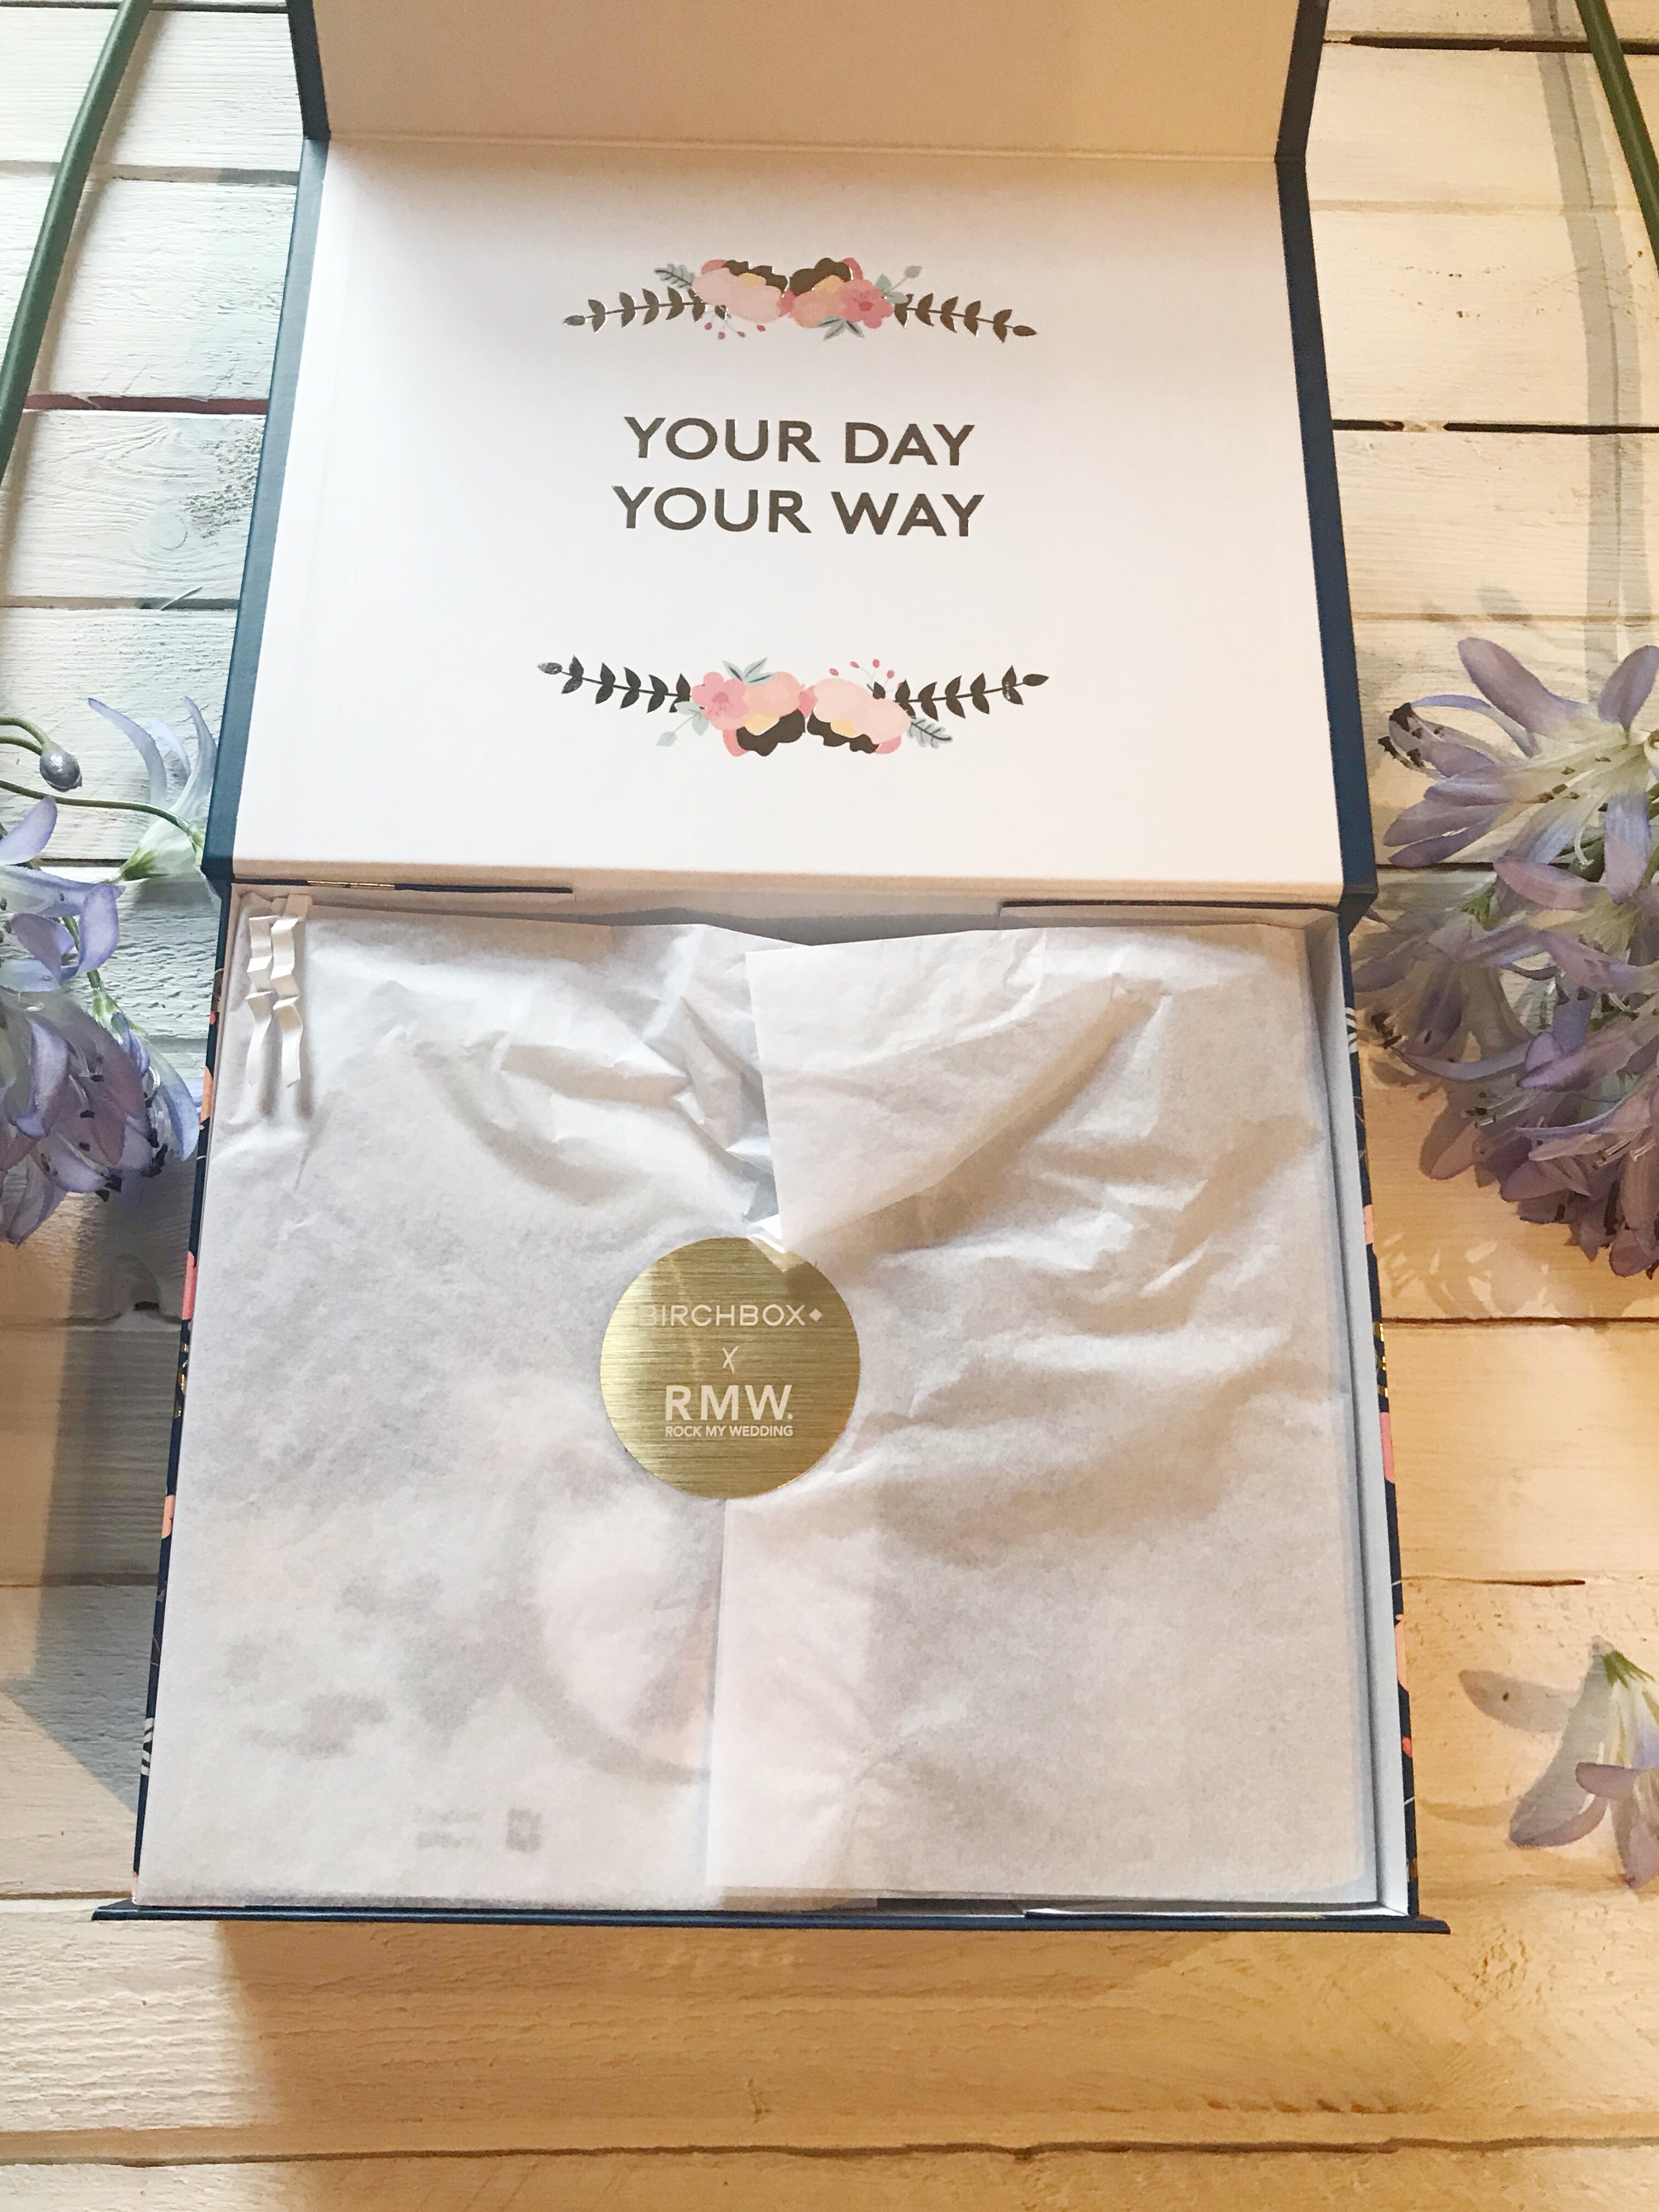 YOUR DAY
YOUR WAY
BIRCHBOX
X
RMW.
ROCK MY WEDDING